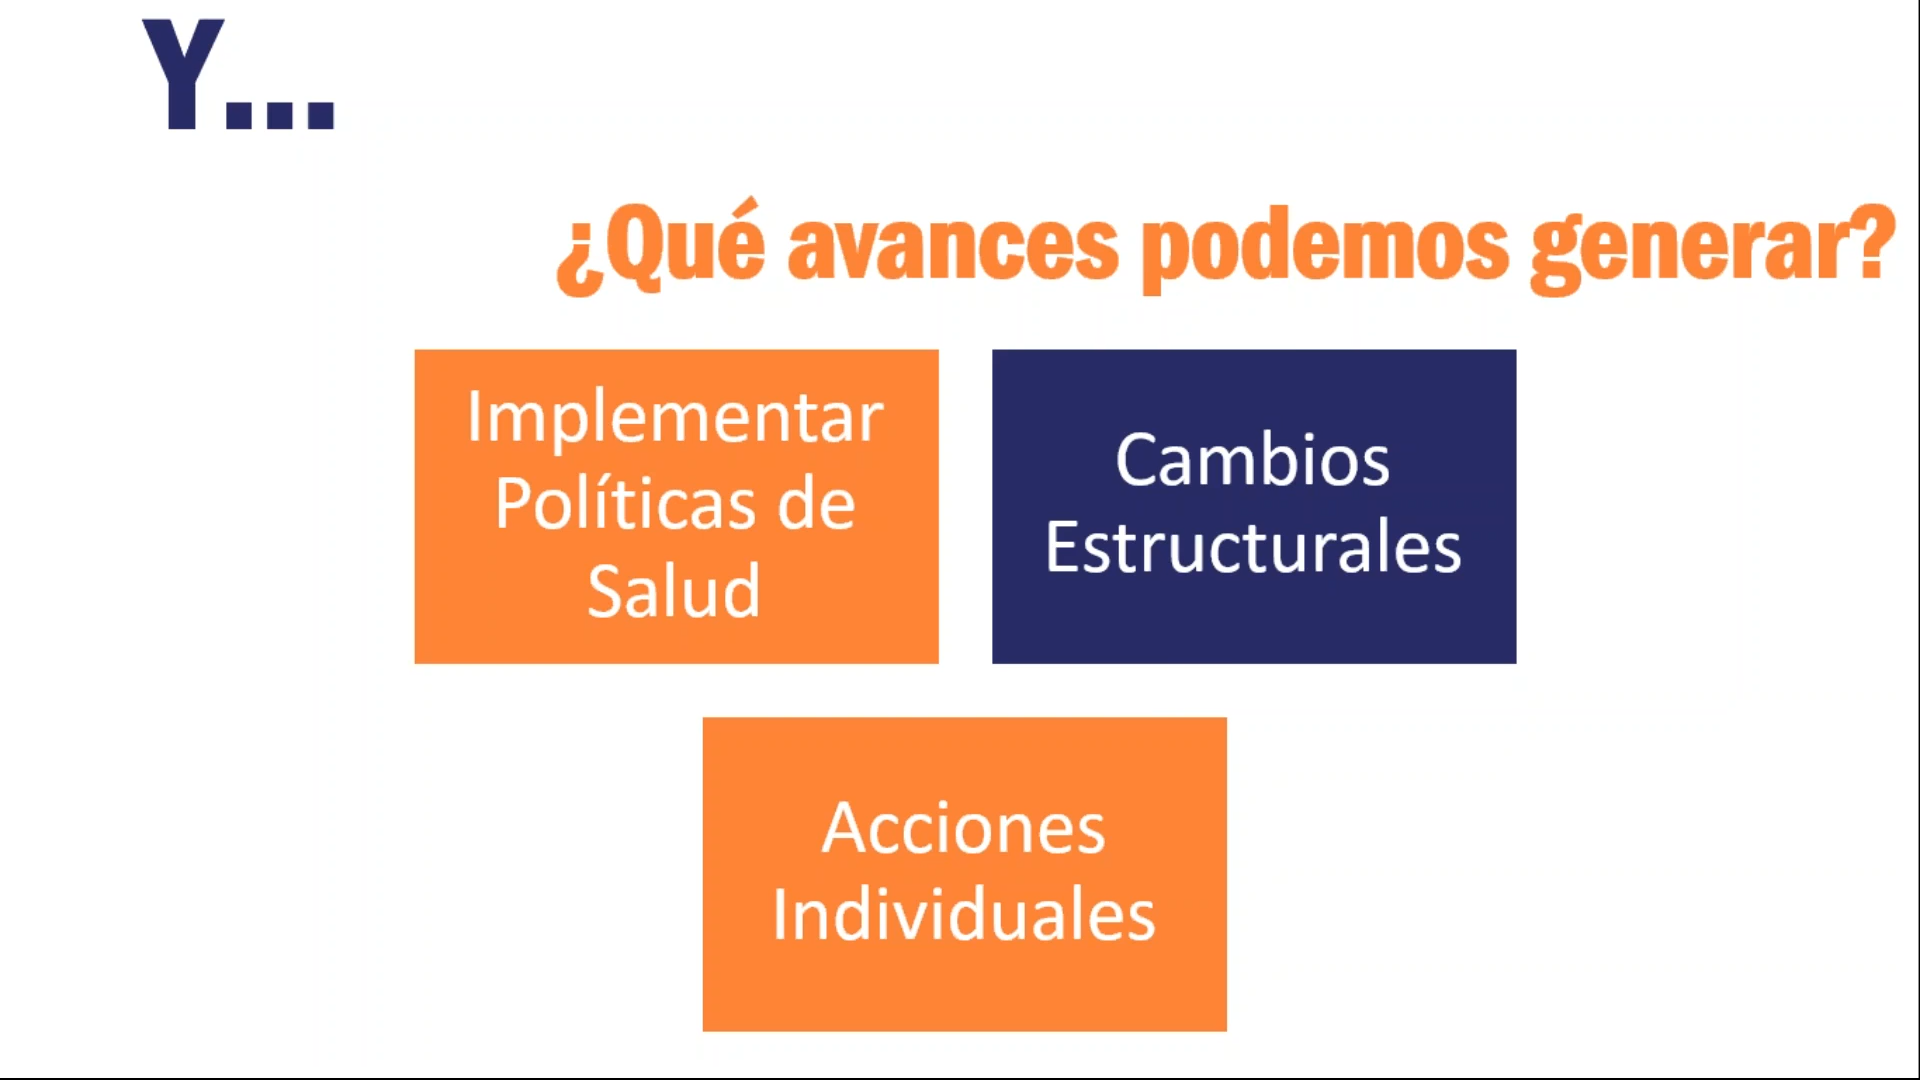 Y...
¿Qué avances podemos generar?
Implementar
Políticas de
Salud
Cambios
Estructurales
Acciones
Individuales